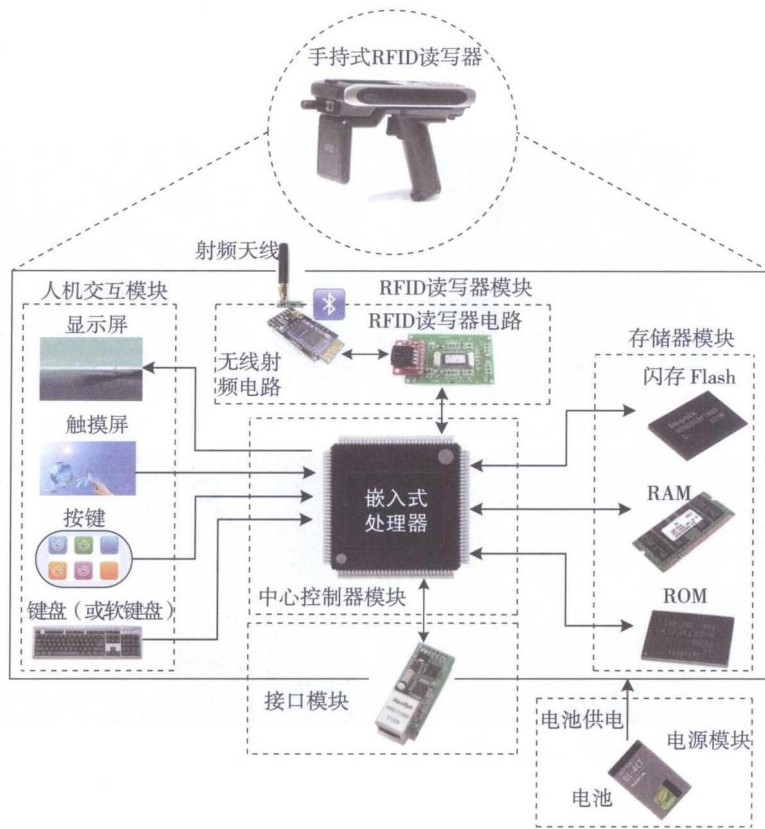 手持式RFID读写器
射频天线
人机交互模块
显示屏
触摸屏
按键
键盘（或软键盘）
RFID读写器模块
RFID读写器电路
无线射
频电路
嵌入式
处理器
中心控制器模块
接口模块
存储器模块
闪存 Flash
RAM
ROM
电池供电
电源模块
电池
BL-4CT